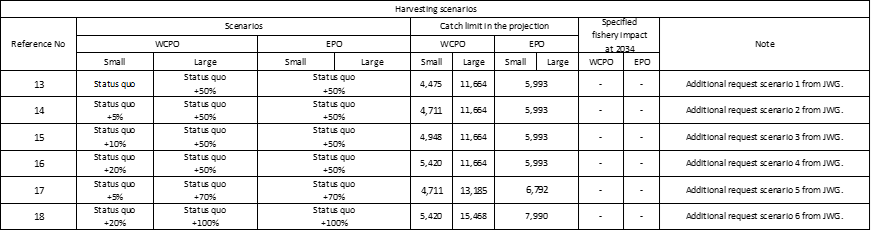 Harvesting scenarios
Reference No
Scenarios
Catch limit in the projection
Specified
fishery impact
at 2034
Note
WCPO
EPO
WCPO
EPO
Small
Large
Small
Large
Small
Large
Small
Large
WCPO
EPO
13
Status quo
Status quo
+50%
Status quo
+50%
4,475
11,664
5,993
-
-
Additional request scenario 1 from JWG.
14
Status quo
+5%
Status quo
+50%
Status quo
+50%
4,711
11,664
5,993
-
-
Additional request scenario 2 from JWG.
15
Status quo
+10%
Status quo
+50%
Status quo
+50%
4,948
11,664
5,993
-
-
Additional request scenario 3 from JWG.
16
Status quo
+20%
Status quo
+50%
Status quo
+50%
5,420
11,664
5,993
-
-
Additional request scenario 4 from JWG.
17
Status quo
+5%
Status quo
+70%
Status quo
+70%
4,711
13,185
6,792
-
-
Additional request scenario 5 from JWG.
18
Status quo
+20%
Status quo
+100%
Status quo
+100%
5,420
15,468
7,990
-
-
Additional request scenario 6 from JWG.